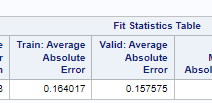 Fit Statistics Table
Train: Average Absolute Error
Valid: Average Absolute Error
0.164017
0.157575